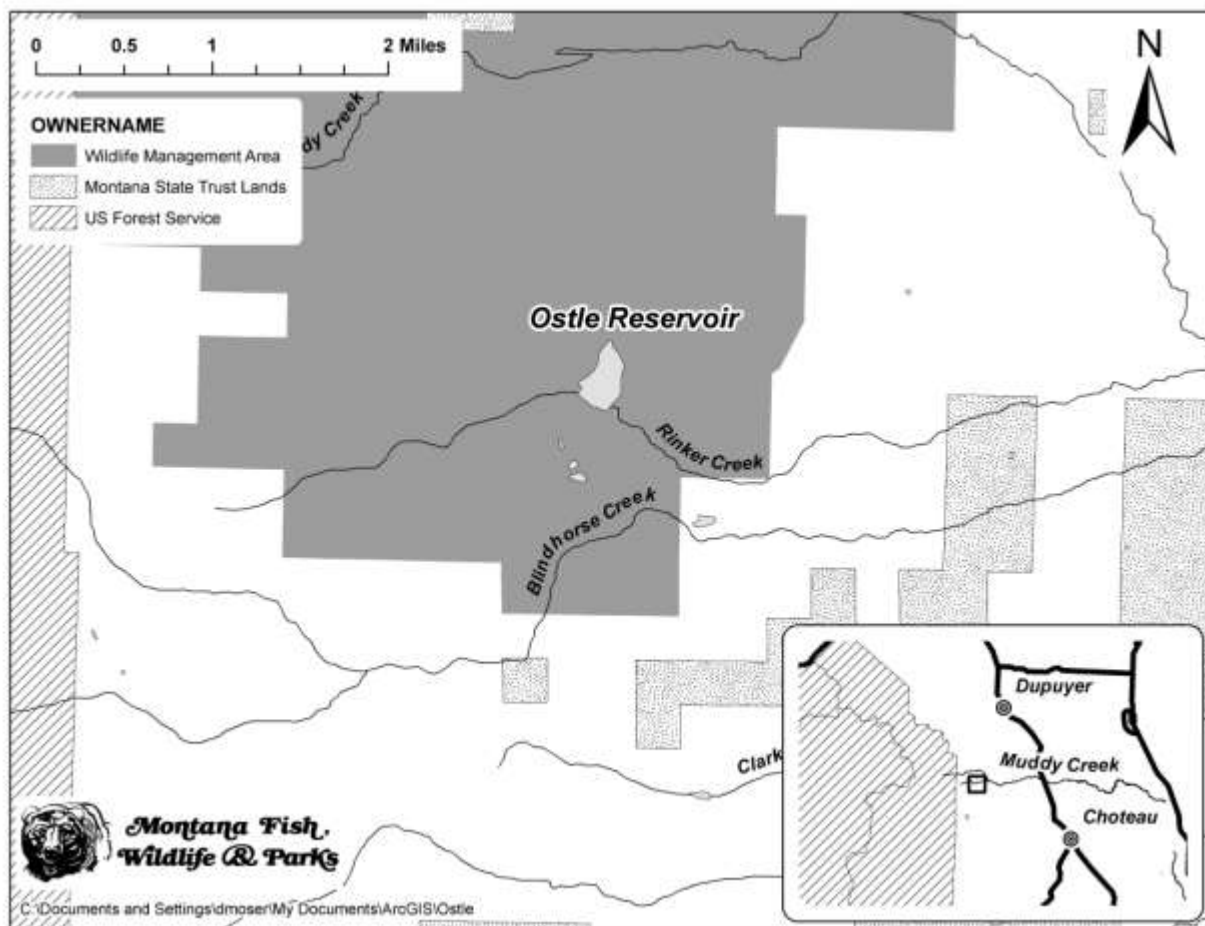 0 0.5 1 2 Miles
N
OWNERNAME
Wildlife Management Area
Montana State Trust Lands
US Forest Service
dy Creek
Ostle Reservoir
Rinker Creek
Blindhorse Creek
Clark
Dupuyer
Muddy Creek
Choteau
Montana Fish,
Wildlife & Parks
C:\Documents and Settings\dmoser\My Documents\ArcGIS\Ostle